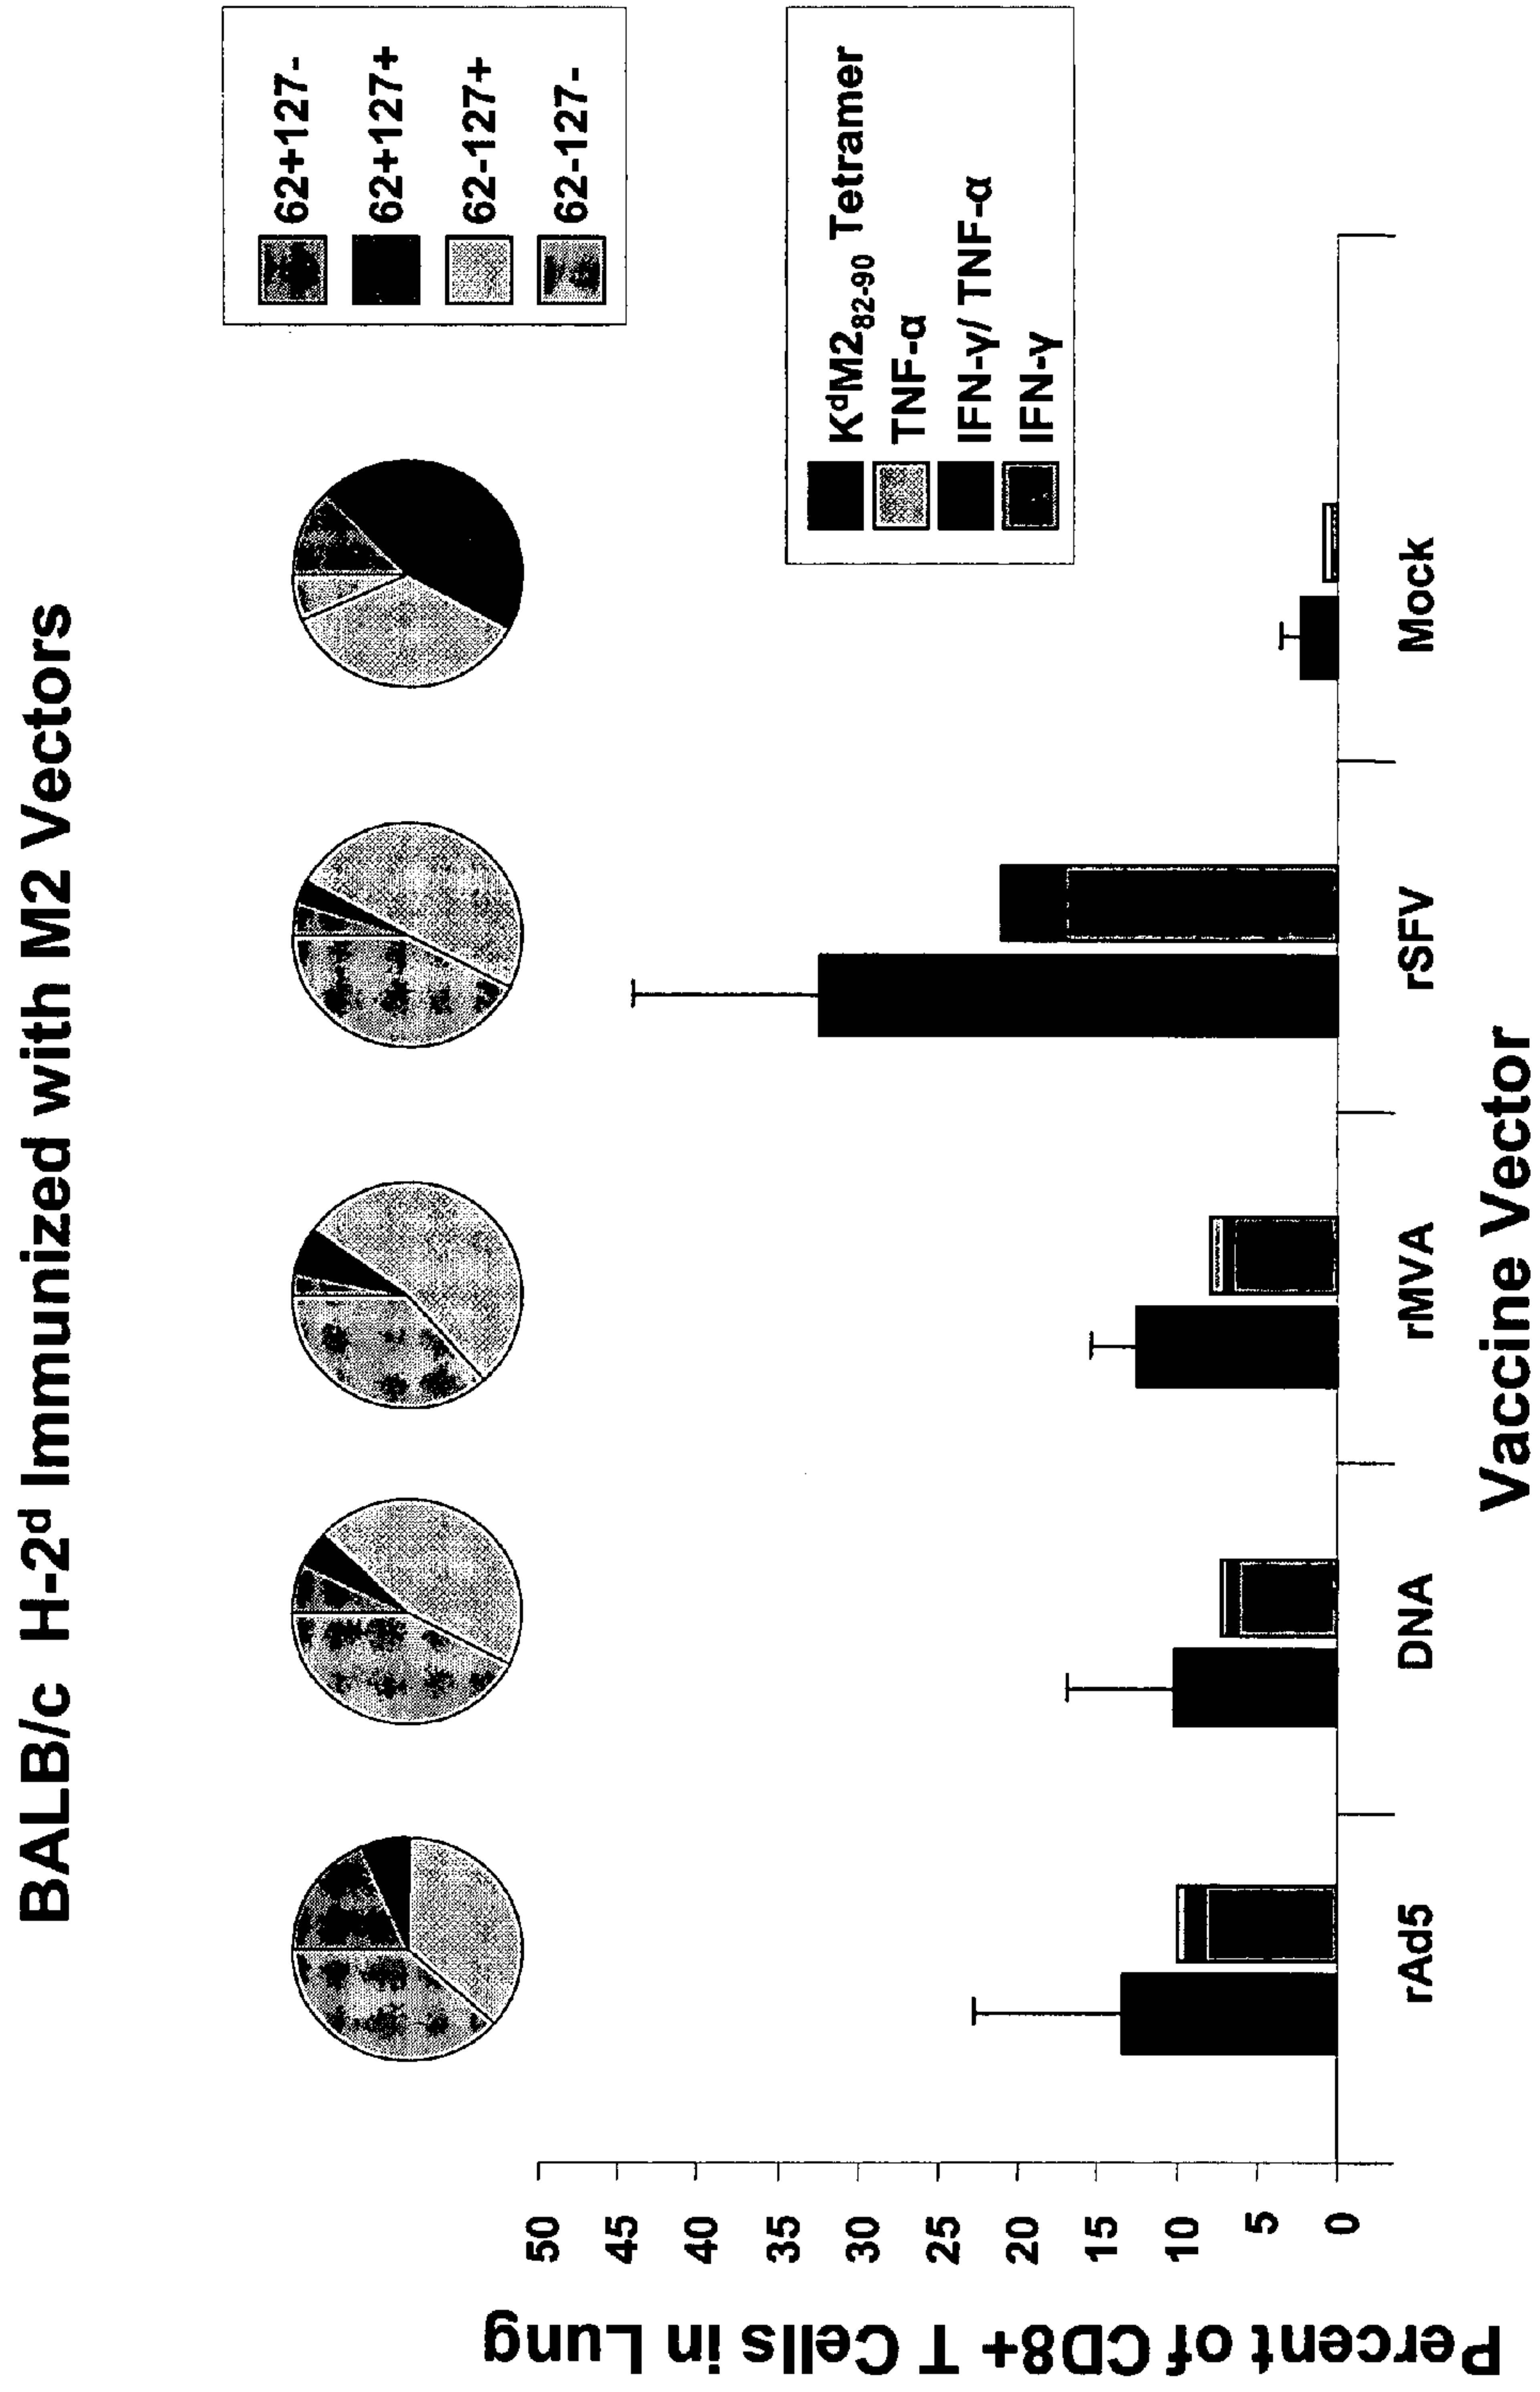 BALB/c H-2ᵈ Immunized with M2 Vectors
62+127-
62+127+
62-127+
62-127-
KᵈM2₈₂₋₉₀ Tetramer
TNF-α
IFN-γ/ TNF-α
IFN-γ
Percent of CD8+ T Cells in Lung
50
45
40
35
30
25
20
15
10
5
0
rAd5
DNA
rMVA
rSFV
Mock
Vaccine Vector